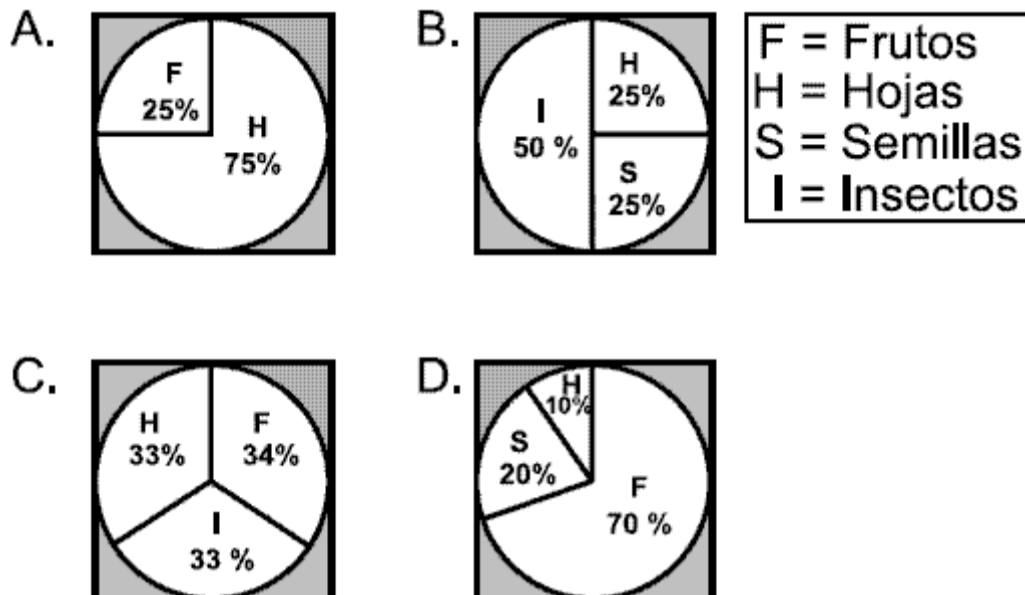 A.
F
25%
H
75%
B.
I
50 %
H
25%
S
25%
F = Frutos
H = Hojas
S = Semillas
I = Insectos
C.
H
33%
F
34%
I
33 %
D.
H
10%
S
20%
F
70 %